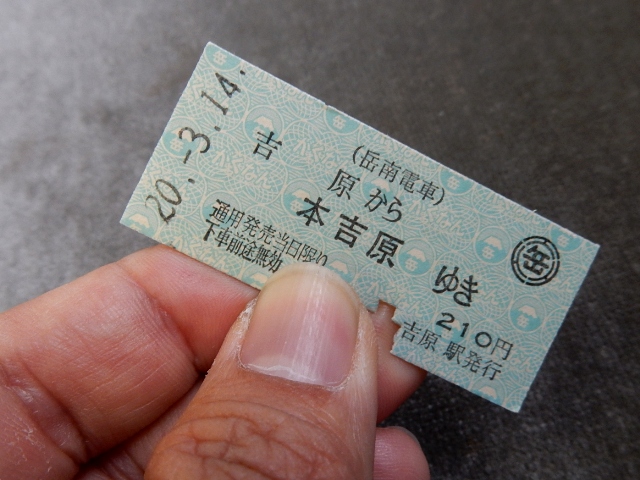 20.-3.14.
(岳南電車)
吉原から
本吉原ゆき
岳
通用発売当日限り
下車前途無効
210円
吉原駅発行